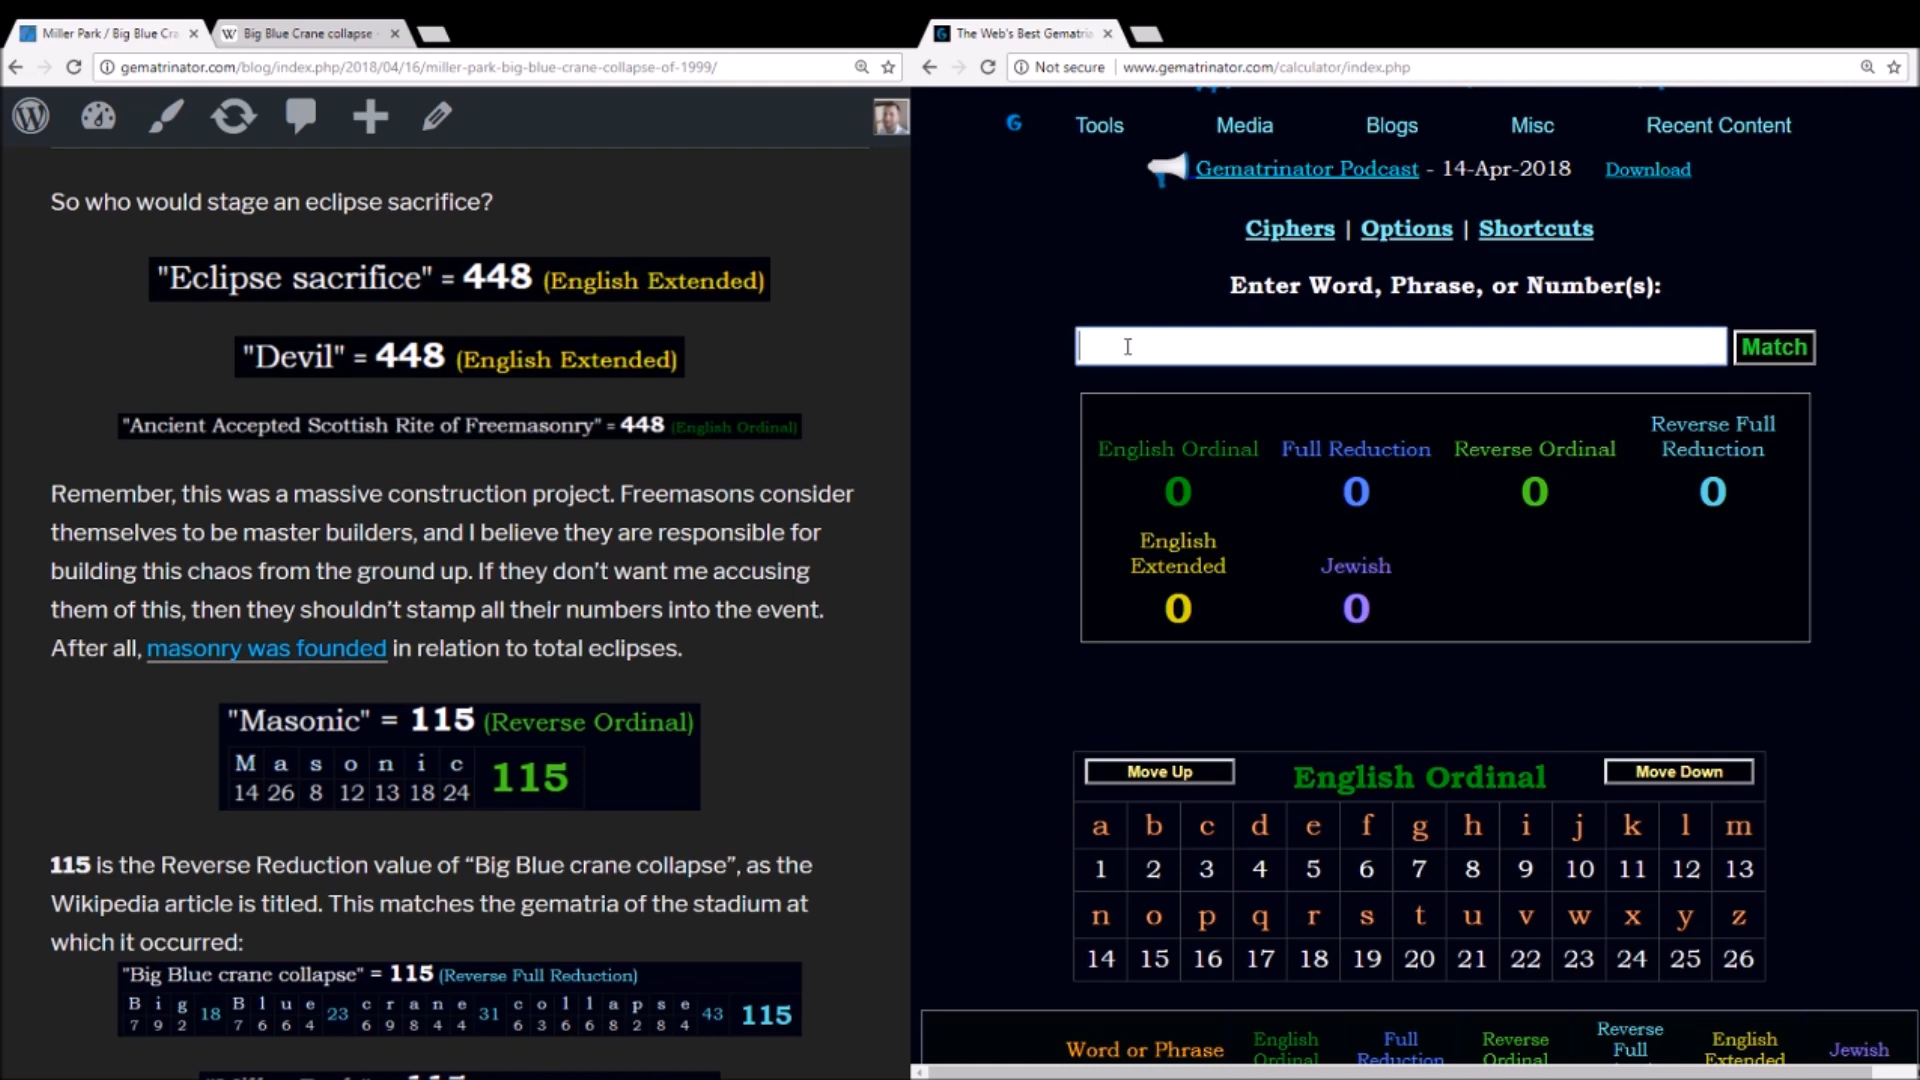 Miller Park / Big Blue Cra
Big Blue Crane collapse -
gematrinator.com/blog/index.php/2018/04/16/miller-park-big-blue-crane-collapse-of-1999/
So who would stage an eclipse sacrifice?
"Eclipse sacrifice" = 448 (English Extended)
"Devil" = 448 (English Extended)
"Ancient Accepted Scottish Rite of Freemasonry" = 448 (English Ordinal)
Remember, this was a massive construction project. Freemasons consider
themselves to be master builders, and I believe they are responsible for
building this chaos from the ground up. If they don't want me accusing
them of this, then they shouldn't stamp all their numbers into the event.
After all, masonry was founded in relation to total eclipses.
"Masonic" = 115 (Reverse Ordinal)
M a s o n i c 115
14 26 8 12 13 18 24
115 is the Reverse Reduction value of “Big Blue crane collapse”, as the
Wikipedia article is titled. This matches the gematria of the stadium at
which it occurred:
"Big Blue crane collapse" = 115 (Reverse Full Reduction)
B i g 18 B l u e 23 c r a n e 31 c o l l a p s e 43 115
7 9 2 7 6 6 4 6 9 8 4 4 6 3 6 6 8 2 8 4
The Web's Best Gematria
Not secure | www.gematrinator.com/calculator/index.php
G Tools Media Blogs Misc Recent Content
Gematrinator Podcast - 14-Apr-2018 Download
Ciphers | Options | Shortcuts
Enter Word, Phrase, or Number(s):
Match
English Ordinal Full Reduction Reverse Ordinal Reverse Full Reduction
0 0 0 0
English Extended Jewish
0 0
Move Up English Ordinal Move Down
a b c d e f g h i j k l m
1 2 3 4 5 6 7 8 9 10 11 12 13
n o p q r s t u v w x y z
14 15 16 17 18 19 20 21 22 23 24 25 26
Word or Phrase English Ordinal Full Reduction Reverse Ordinal Reverse Full English Extended Jewish